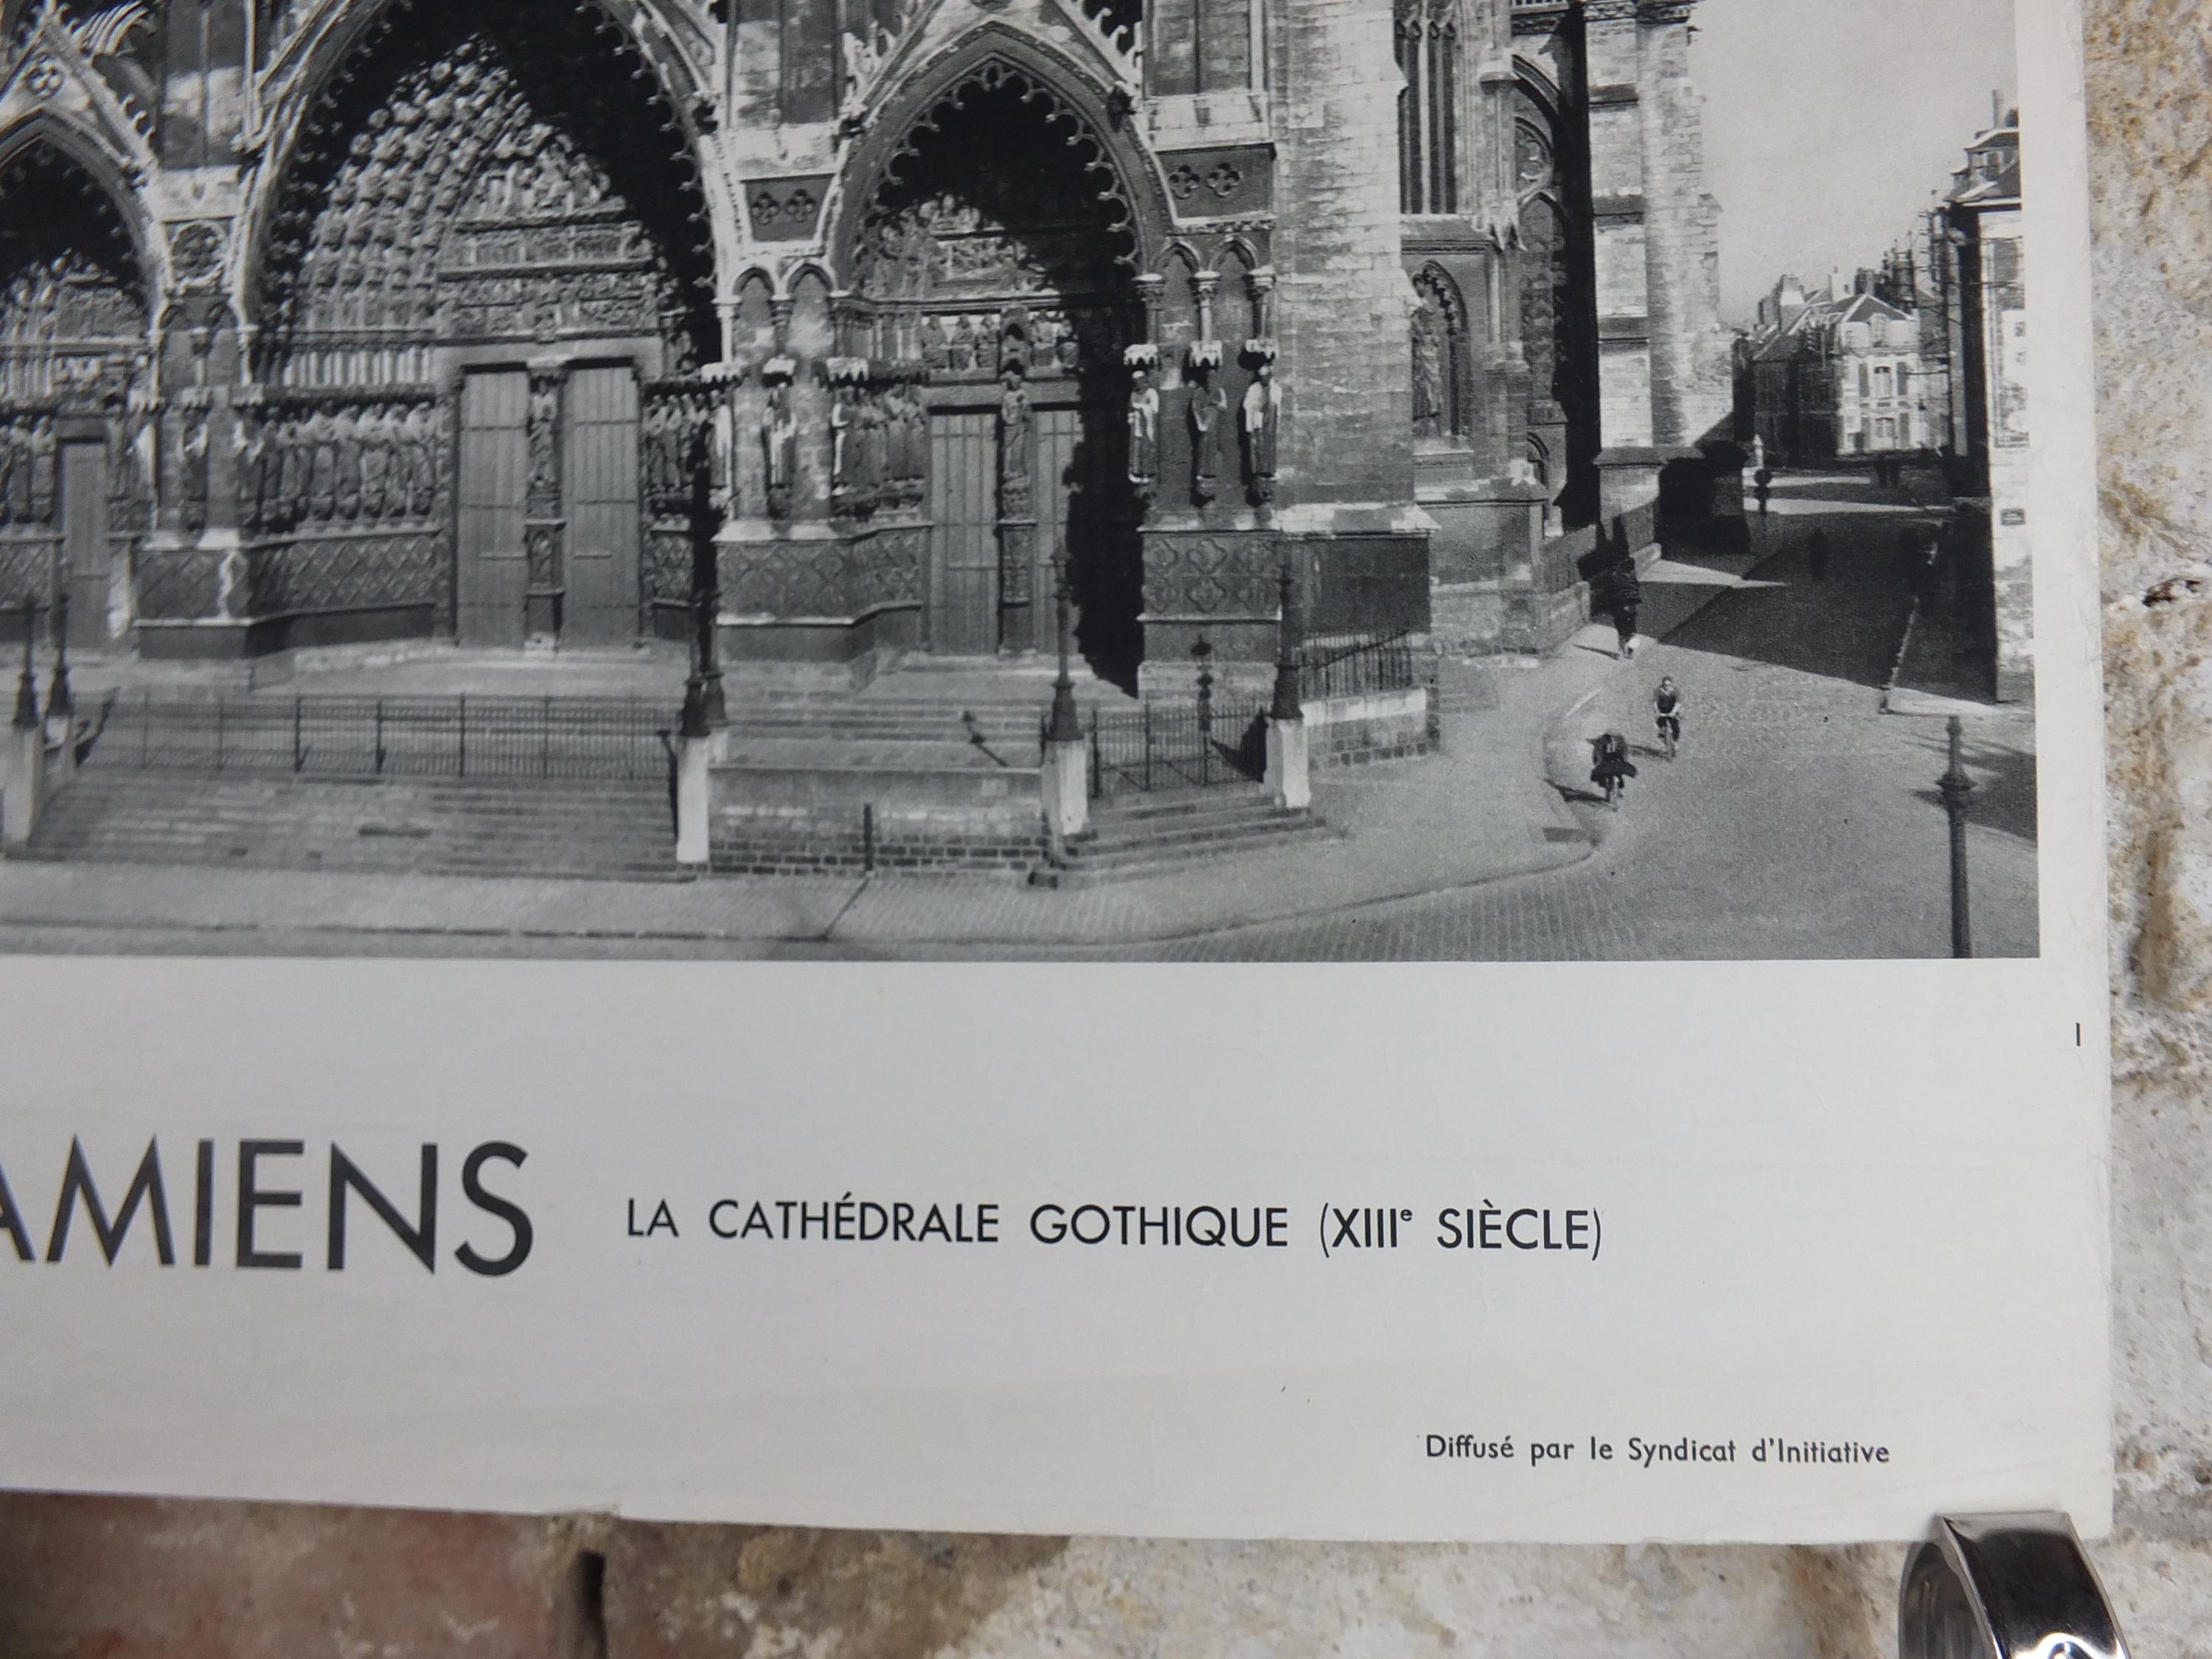 AMIENS LA CATHÉDRALE GOTHIQUE (XIIIe SIÈCLE)
Diffusé par le Syndicat d'Initiative